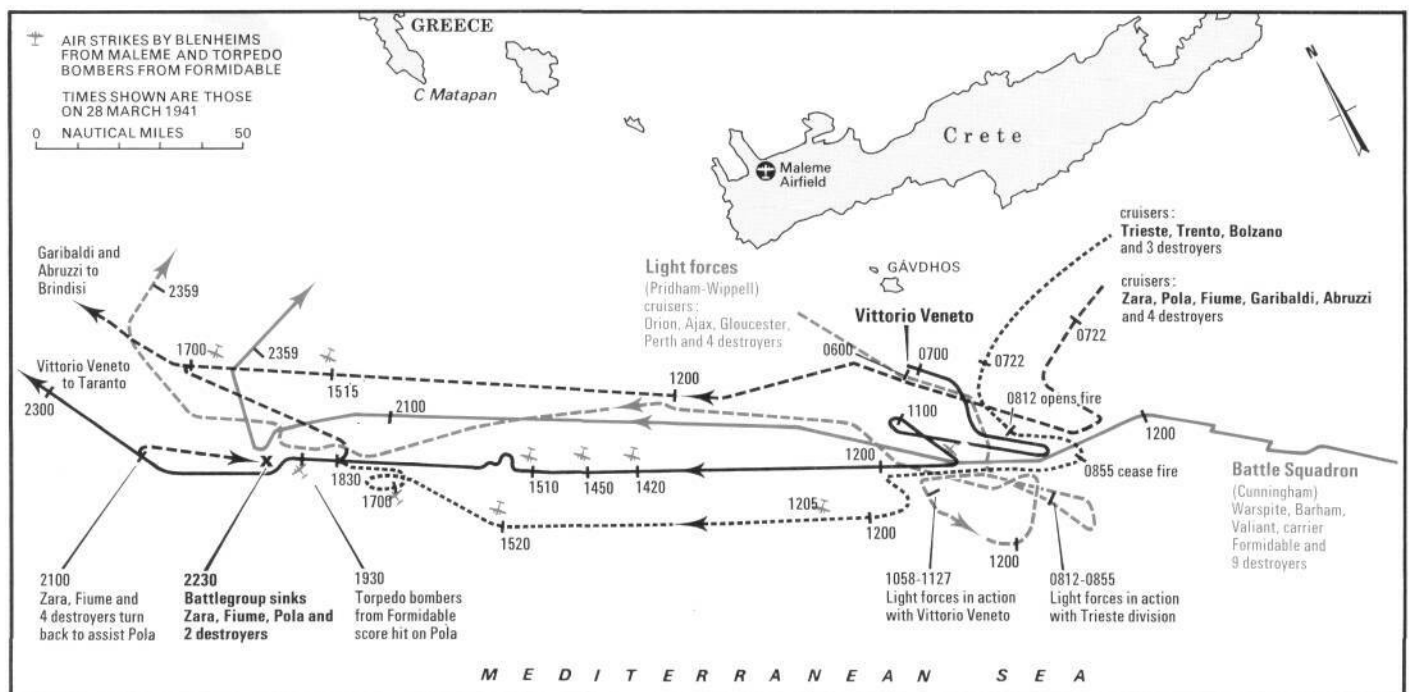 AIR STRIKES BY BLENHEIMS
FROM MALEME AND TORPEDO
BOMBERS FROM FORMIDABLE
TIMES SHOWN ARE THOSE
ON 28 MARCH 1941
0 NAUTICAL MILES 50
GREECE
C Matapan
Crete
Maleme
Airfield
N
cruisers:
Trieste, Trento, Bolzano
and 3 destroyers
cruisers:
Zara, Pola, Fiume, Garibaldi, Abruzzi
and 4 destroyers
GÁVDHOS
Light forces
(Pridham-Wippell)
cruisers:
Orion, Ajax, Gloucester,
Perth and 4 destroyers
Vittorio Veneto
Garibaldi and
Abruzzi to
Brindisi
Vittorio Veneto
to Taranto
2359
2359
1700
1515
1200
0600
0700
0722
0722
0812 opens fire
2300
2100
1100
1200
1200
0855 cease fire
1830
1510
1450
1420
1700
1520
1205
1200
1200
Battle Squadron
(Cunningham)
Warspite, Barham,
Valiant, carrier
Formidable and
9 destroyers
2100
Zara, Fiume and
4 destroyers turn
back to assist Pola
2230
Battlegroup sinks
Zara, Fiume, Pola and
2 destroyers
1930
Torpedo bombers
from Formidable
score hit on Pola
1058-1127
Light forces in action
with Vittorio Veneto
0812-0855
Light forces in action
with Trieste division
MEDITERRANEAN SEA